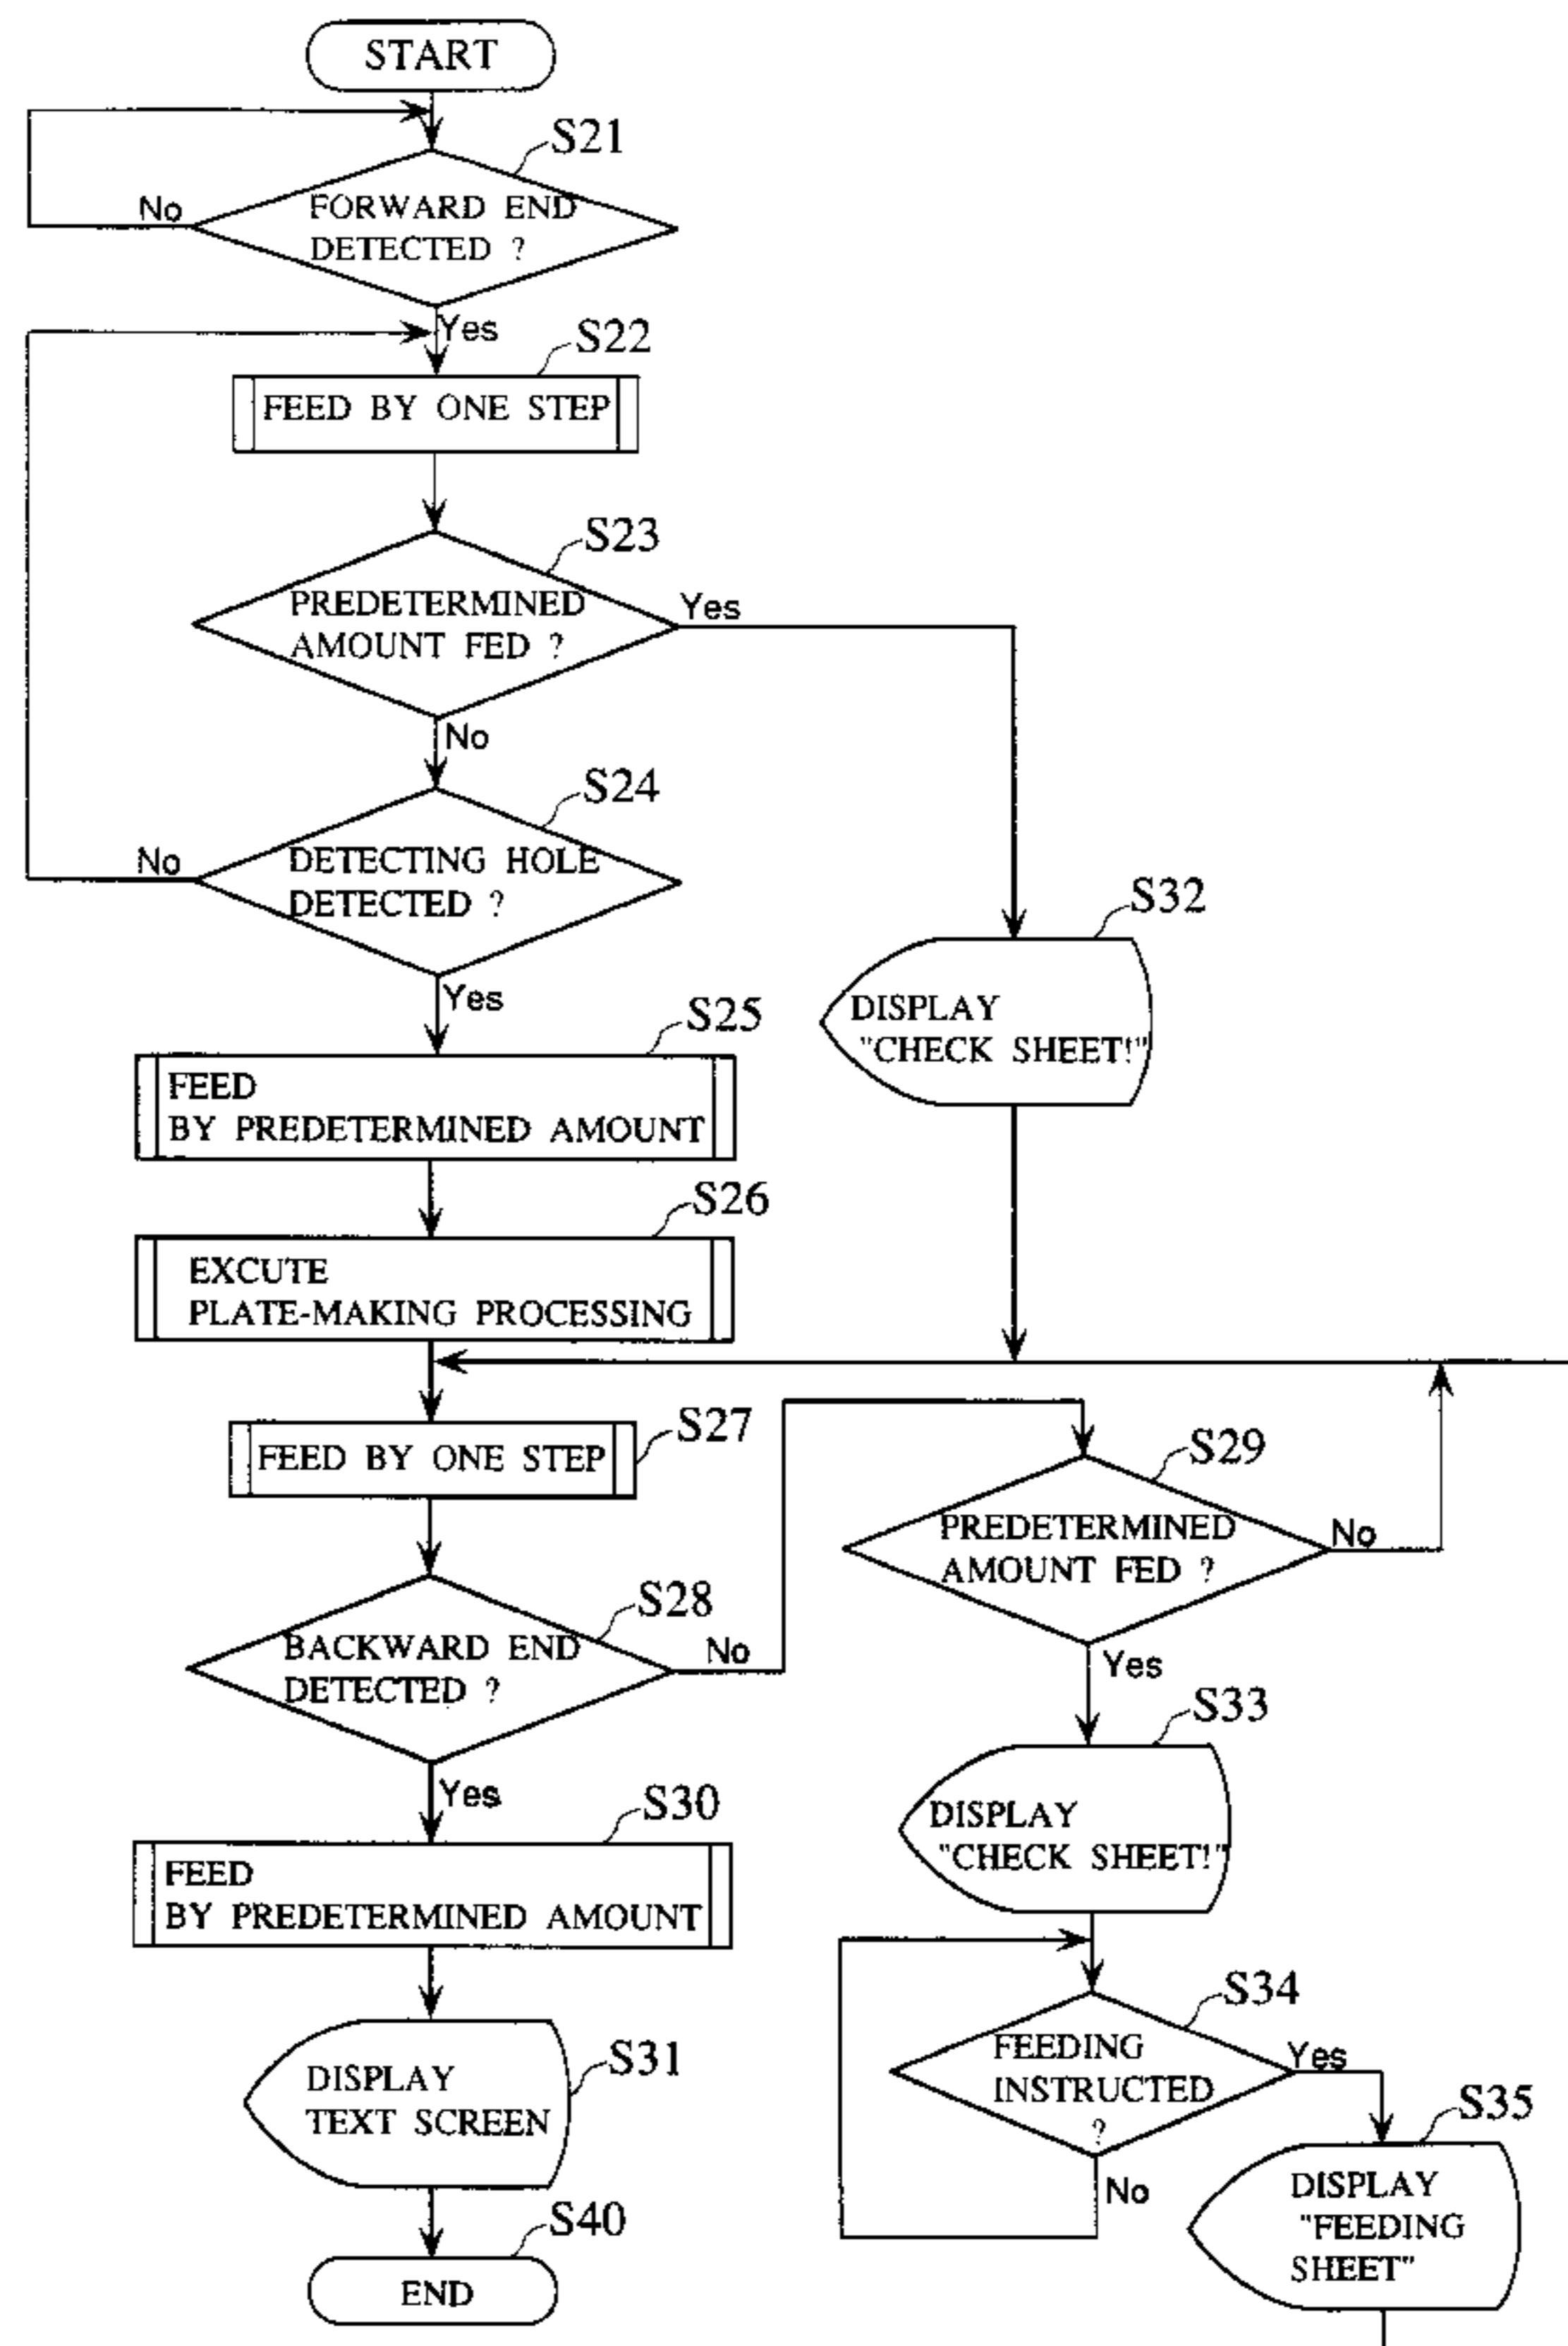 START
S21
FORWARD END
DETECTED ?
No
Yes
S22
FEED BY ONE STEP
S23
PREDETERMINED
AMOUNT FED ?
Yes
No
S24
DETECTING HOLE
DETECTED ?
No
Yes
S32
DISPLAY
"CHECK SHEET!"
S25
FEED
BY PREDETERMINED AMOUNT
S26
EXCUTE
PLATE-MAKING PROCESSING
S27
FEED BY ONE STEP
S29
PREDETERMINED
AMOUNT FED ?
No
Yes
S28
BACKWARD END
DETECTED ?
No
Yes
S33
DISPLAY
"CHECK SHEET!"
S30
FEED
BY PREDETERMINED AMOUNT
S34
FEEDING
INSTRUCTED
?
Yes
No
S31
DISPLAY
TEXT SCREEN
S35
DISPLAY
"FEEDING
SHEET"
S40
END